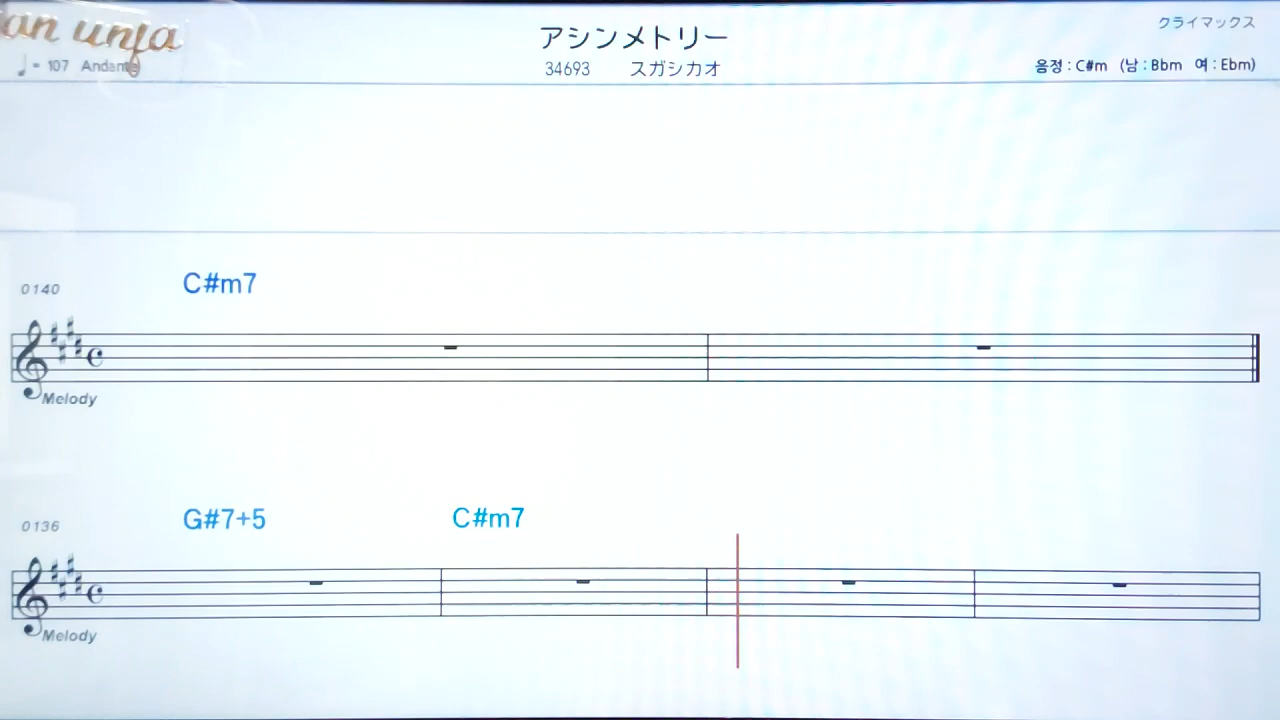 アシンメトリー
クライマックス
♩= 107 Andante
34693 スガシカオ
음정 : C#m (남 : Bbm 여 : Ebm)
0140 C#m7
Melody
0136 G#7+5 C#m7
Melody